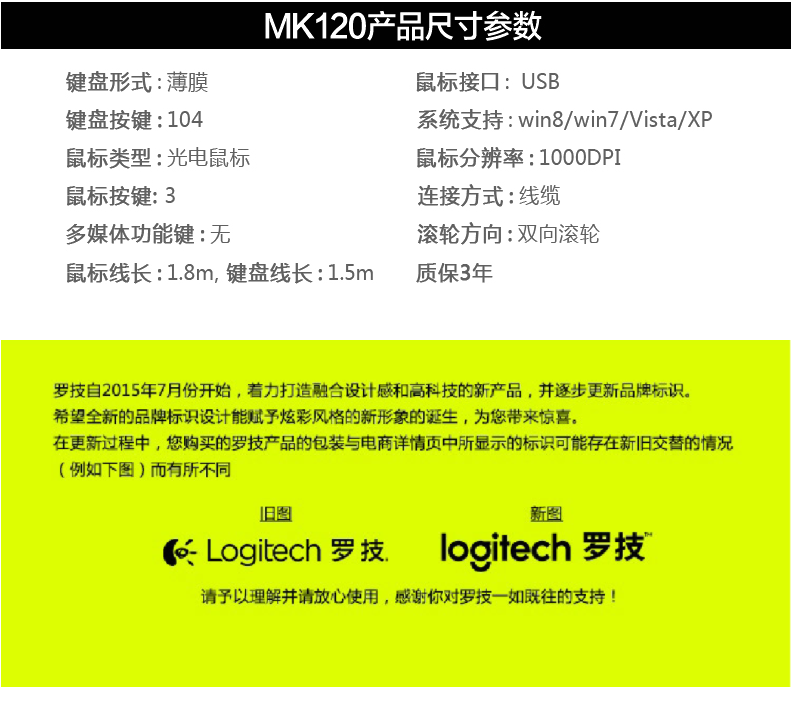 MK120产品尺寸参数
键盘形式：薄膜
鼠标接口：USB
键盘按键：104
系统支持：win8/win7/Vista/XP
鼠标类型：光电鼠标
鼠标分辨率：1000DPI
鼠标按键: 3
连接方式：线缆
多媒体功能键：无
滚轮方向：双向滚轮
鼠标线长：1.8m, 键盘线长：1.5m
质保3年
罗技自2015年7月份开始，着力打造融合设计感和高科技的新产品，并逐步更新品牌标识。
希望全新的品牌标识设计能赋予炫彩风格的新形象的诞生，为您带来惊喜。
在更新过程中，您购买的罗技产品的包装与电商详情页中所显示的标识可能存在新旧交替的情况
（例如下图）而有所不同
旧图
新图
Logitech 罗技.
logitech 罗技™
请予以理解并请放心使用，感谢你对罗技一如既往的支持！